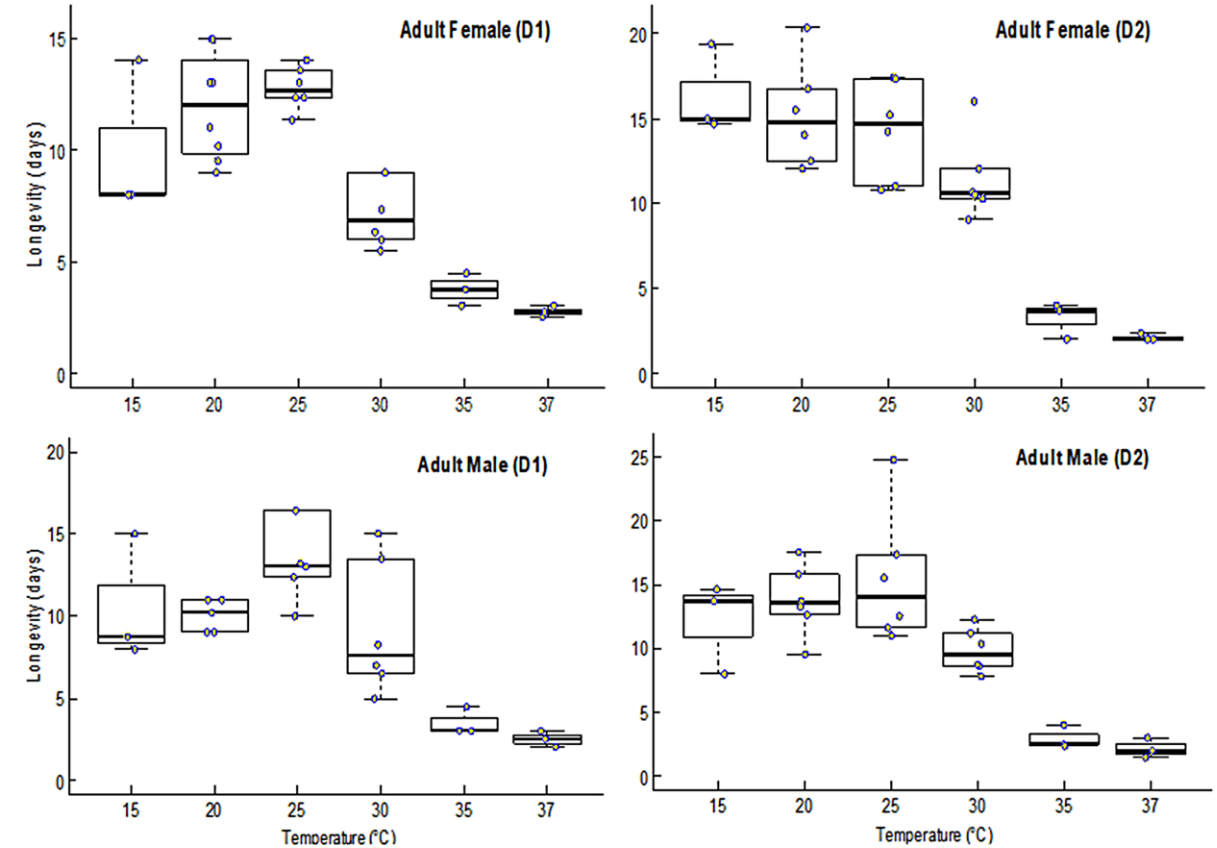 Adult Female (D1)
Longevity (days)
15
10
5
0
15 20 25 30 35 37
Adult Female (D2)
20
15
10
5
0
15 20 25 30 35 37
Adult Male (D1)
Longevity (days)
20
15
10
5
0
15 20 25 30 35 37
Temperature (°C)
Adult Male (D2)
25
20
15
10
5
0
15 20 25 30 35 37
Temperature (°C)